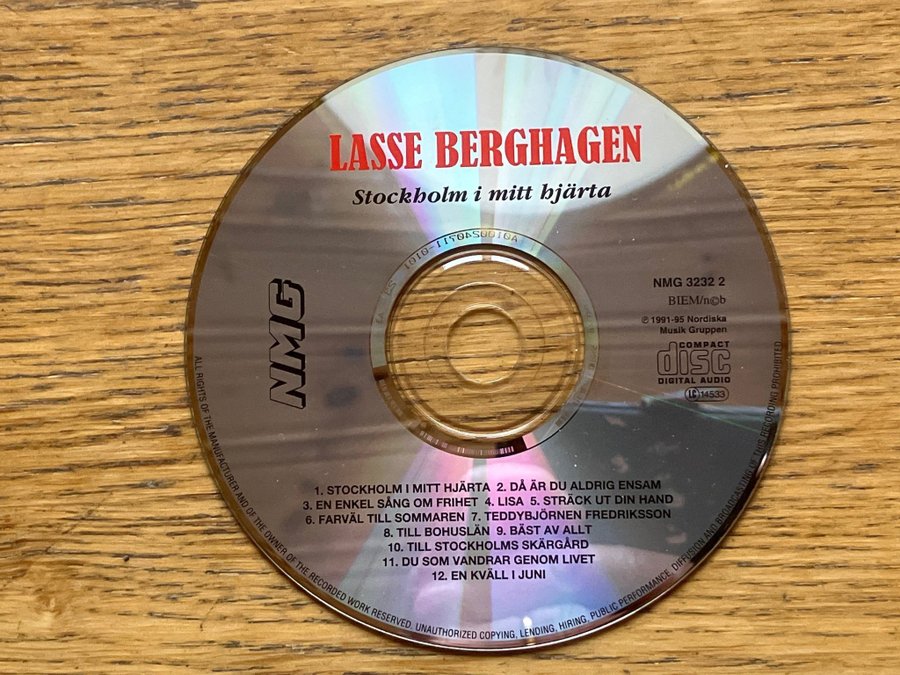 LASSE BERGHAGEN
Stockholm i mitt hjärta
NMG
NMG 3232 2
BIEM/n©b
℗ 1991-95 Nordiska
Musik Gruppen
COMPACT
disc
DIGITAL AUDIO
LC 14533
1. STOCKHOLM I MITT HJÄRTA 2. DÅ ÄR DU ALDRIG ENSAM
3. EN ENKEL SÅNG OM FRIHET 4. LISA 5. STRÄCK UT DIN HAND
6. FARVÄL TILL SOMMAREN 7. TEDDYBJÖRNEN FREDRIKSSON
8. TILL BOHUSLÄN 9. BÄST AV ALLT
10. TILL STOCKHOLMS SKÄRGÅRD
11. DU SOM VANDRAR GENOM LIVET
12. EN KVÄLL I JUNI
ALL RIGHTS OF THE MANUFACTURER AND OF THE OWNER OF THE RECORDED WORK RESERVED. UNAUTHORIZED COPYING, LENDING, HIRING, PUBLIC PERFORMANCE, DIFFUSION AND BROADCASTING OF THIS RECORDING PROHIBITED